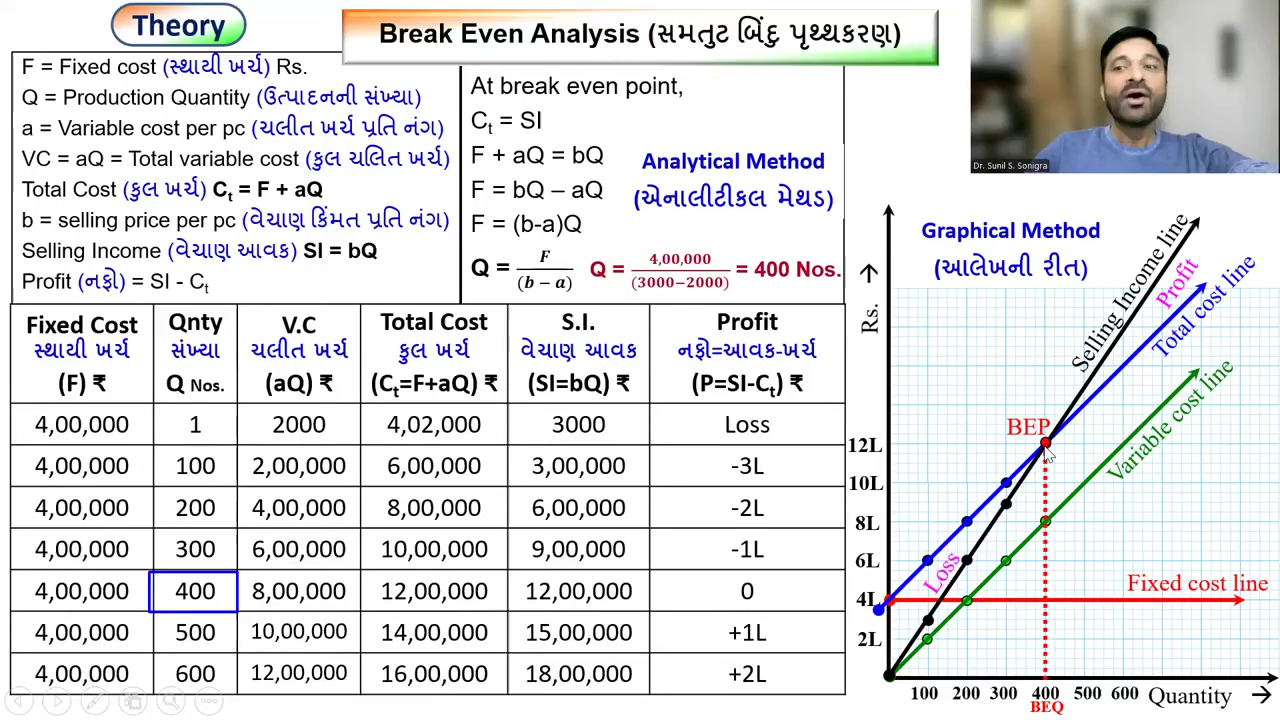 Theory
Break Even Analysis (સમતુટ બિંદુ પૃથ્થકરણ)
F = Fixed cost (સ્થાયી ખર્ચ) Rs.
Q = Production Quantity (ઉત્પાદનની સંખ્યા)
a = Variable cost per pc (ચલીત ખર્ચ પ્રતિ નંગ)
VC = aQ = Total variable cost (કુલ ચલિત ખર્ચ)
Total Cost (કુલ ખર્ચ) Cₜ = F + aQ
b = selling price per pc (વેચાણ કિંમત પ્રતિ નંગ)
Selling Income (વેચાણ આવક) SI = bQ
Profit (નફો) = SI - Cₜ
At break even point,
Cₜ = SI
F + aQ = bQ
F = bQ – aQ
F = (b-a)Q
Q = F / (b – a) Q = 4,00,000 / (3000−2000) = 400 Nos.
Analytical Method
(એનાલીટીકલ મેથડ)
Dr. Sunil S. Sonigra
Fixed Cost Qnty V.C Total Cost S.I. Profit
સ્થાયી ખર્ચ સંખ્યા ચલીત ખર્ચ કુલ ખર્ચ વેચાણ આવક નફો=આવક-ખર્ચ
(F) ₹ Q Nos. (aQ) ₹ (Cₜ=F+aQ) ₹ (SI=bQ) ₹ (P=SI-Cₜ) ₹
4,00,000 1 2000 4,02,000 3000 Loss
4,00,000 100 2,00,000 6,00,000 3,00,000 -3L
4,00,000 200 4,00,000 8,00,000 6,00,000 -2L
4,00,000 300 6,00,000 10,00,000 9,00,000 -1L
4,00,000 400 8,00,000 12,00,000 12,00,000 0
4,00,000 500 10,00,000 14,00,000 15,00,000 +1L
4,00,000 600 12,00,000 16,00,000 18,00,000 +2L
Graphical Method
(આલેખની રીત)
Rs.
Selling Income line
Profit
Total cost line
Variable cost line
BEP
Loss
Fixed cost line
12L
10L
8L
6L
4L
2L
100 200 300 400 500 600 Quantity
BEQ